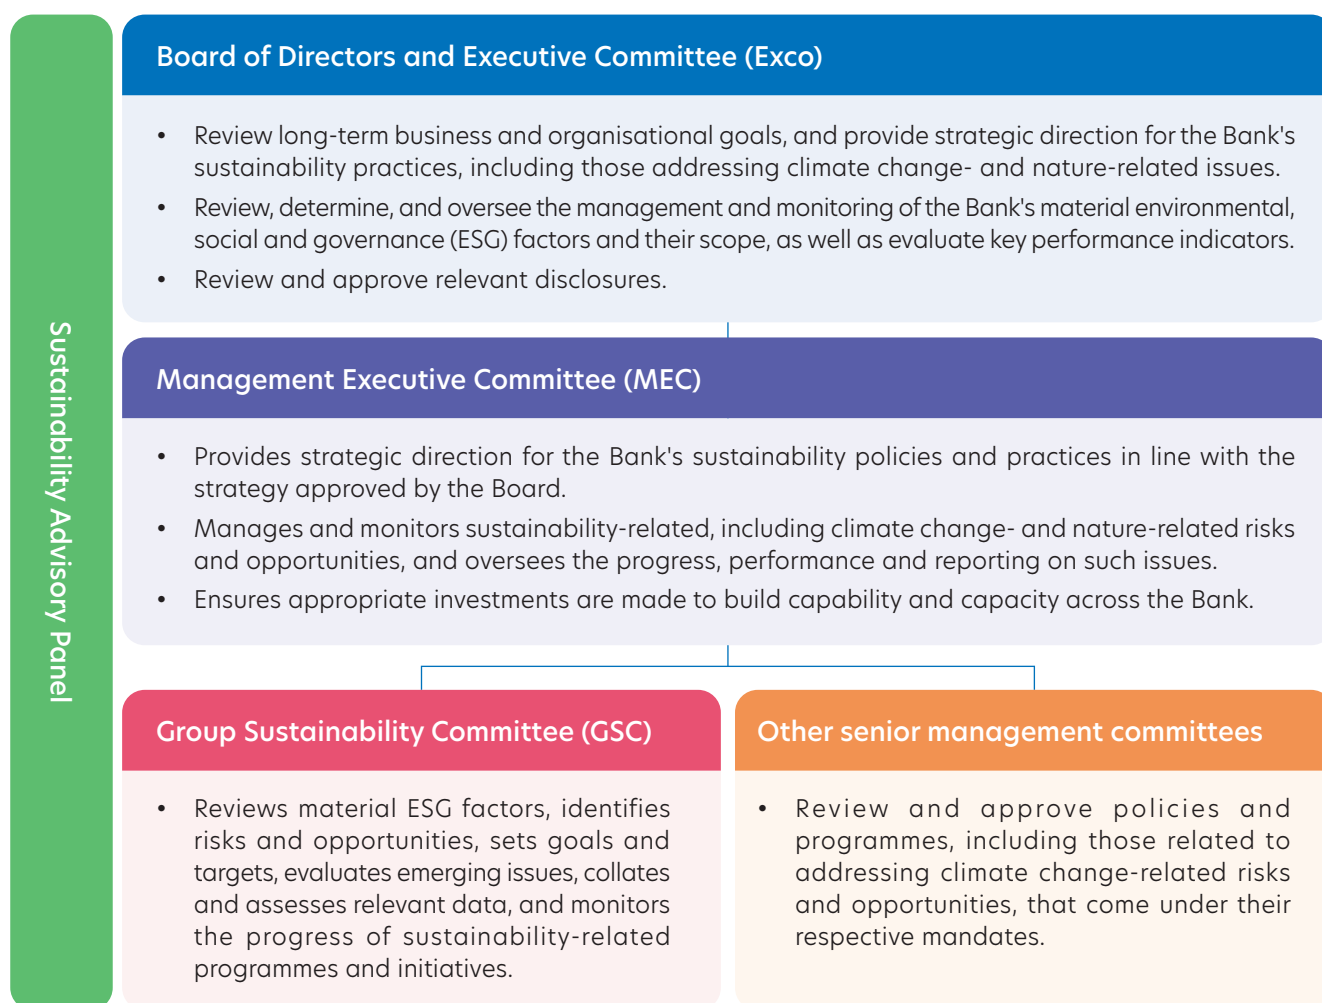 Sustainability Advisory Panel
Board of Directors and Executive Committee (Exco)
• Review long-term business and organisational goals, and provide strategic direction for the Bank's
sustainability practices, including those addressing climate change- and nature-related issues.
• Review, determine, and oversee the management and monitoring of the Bank's material environmental,
social and governance (ESG) factors and their scope, as well as evaluate key performance indicators.
• Review and approve relevant disclosures.
Management Executive Committee (MEC)
• Provides strategic direction for the Bank's sustainability policies and practices in line with the
strategy approved by the Board.
• Manages and monitors sustainability-related, including climate change- and nature-related risks
and opportunities, and oversees the progress, performance and reporting on such issues.
• Ensures appropriate investments are made to build capability and capacity across the Bank.
Group Sustainability Committee (GSC)
• Reviews material ESG factors, identifies
risks and opportunities, sets goals and
targets, evaluates emerging issues, collates
and assesses relevant data, and monitors
the progress of sustainability-related
programmes and initiatives.
Other senior management committees
• Review and approve policies and
programmes, including those related to
addressing climate change-related risks
and opportunities, that come under their
respective mandates.